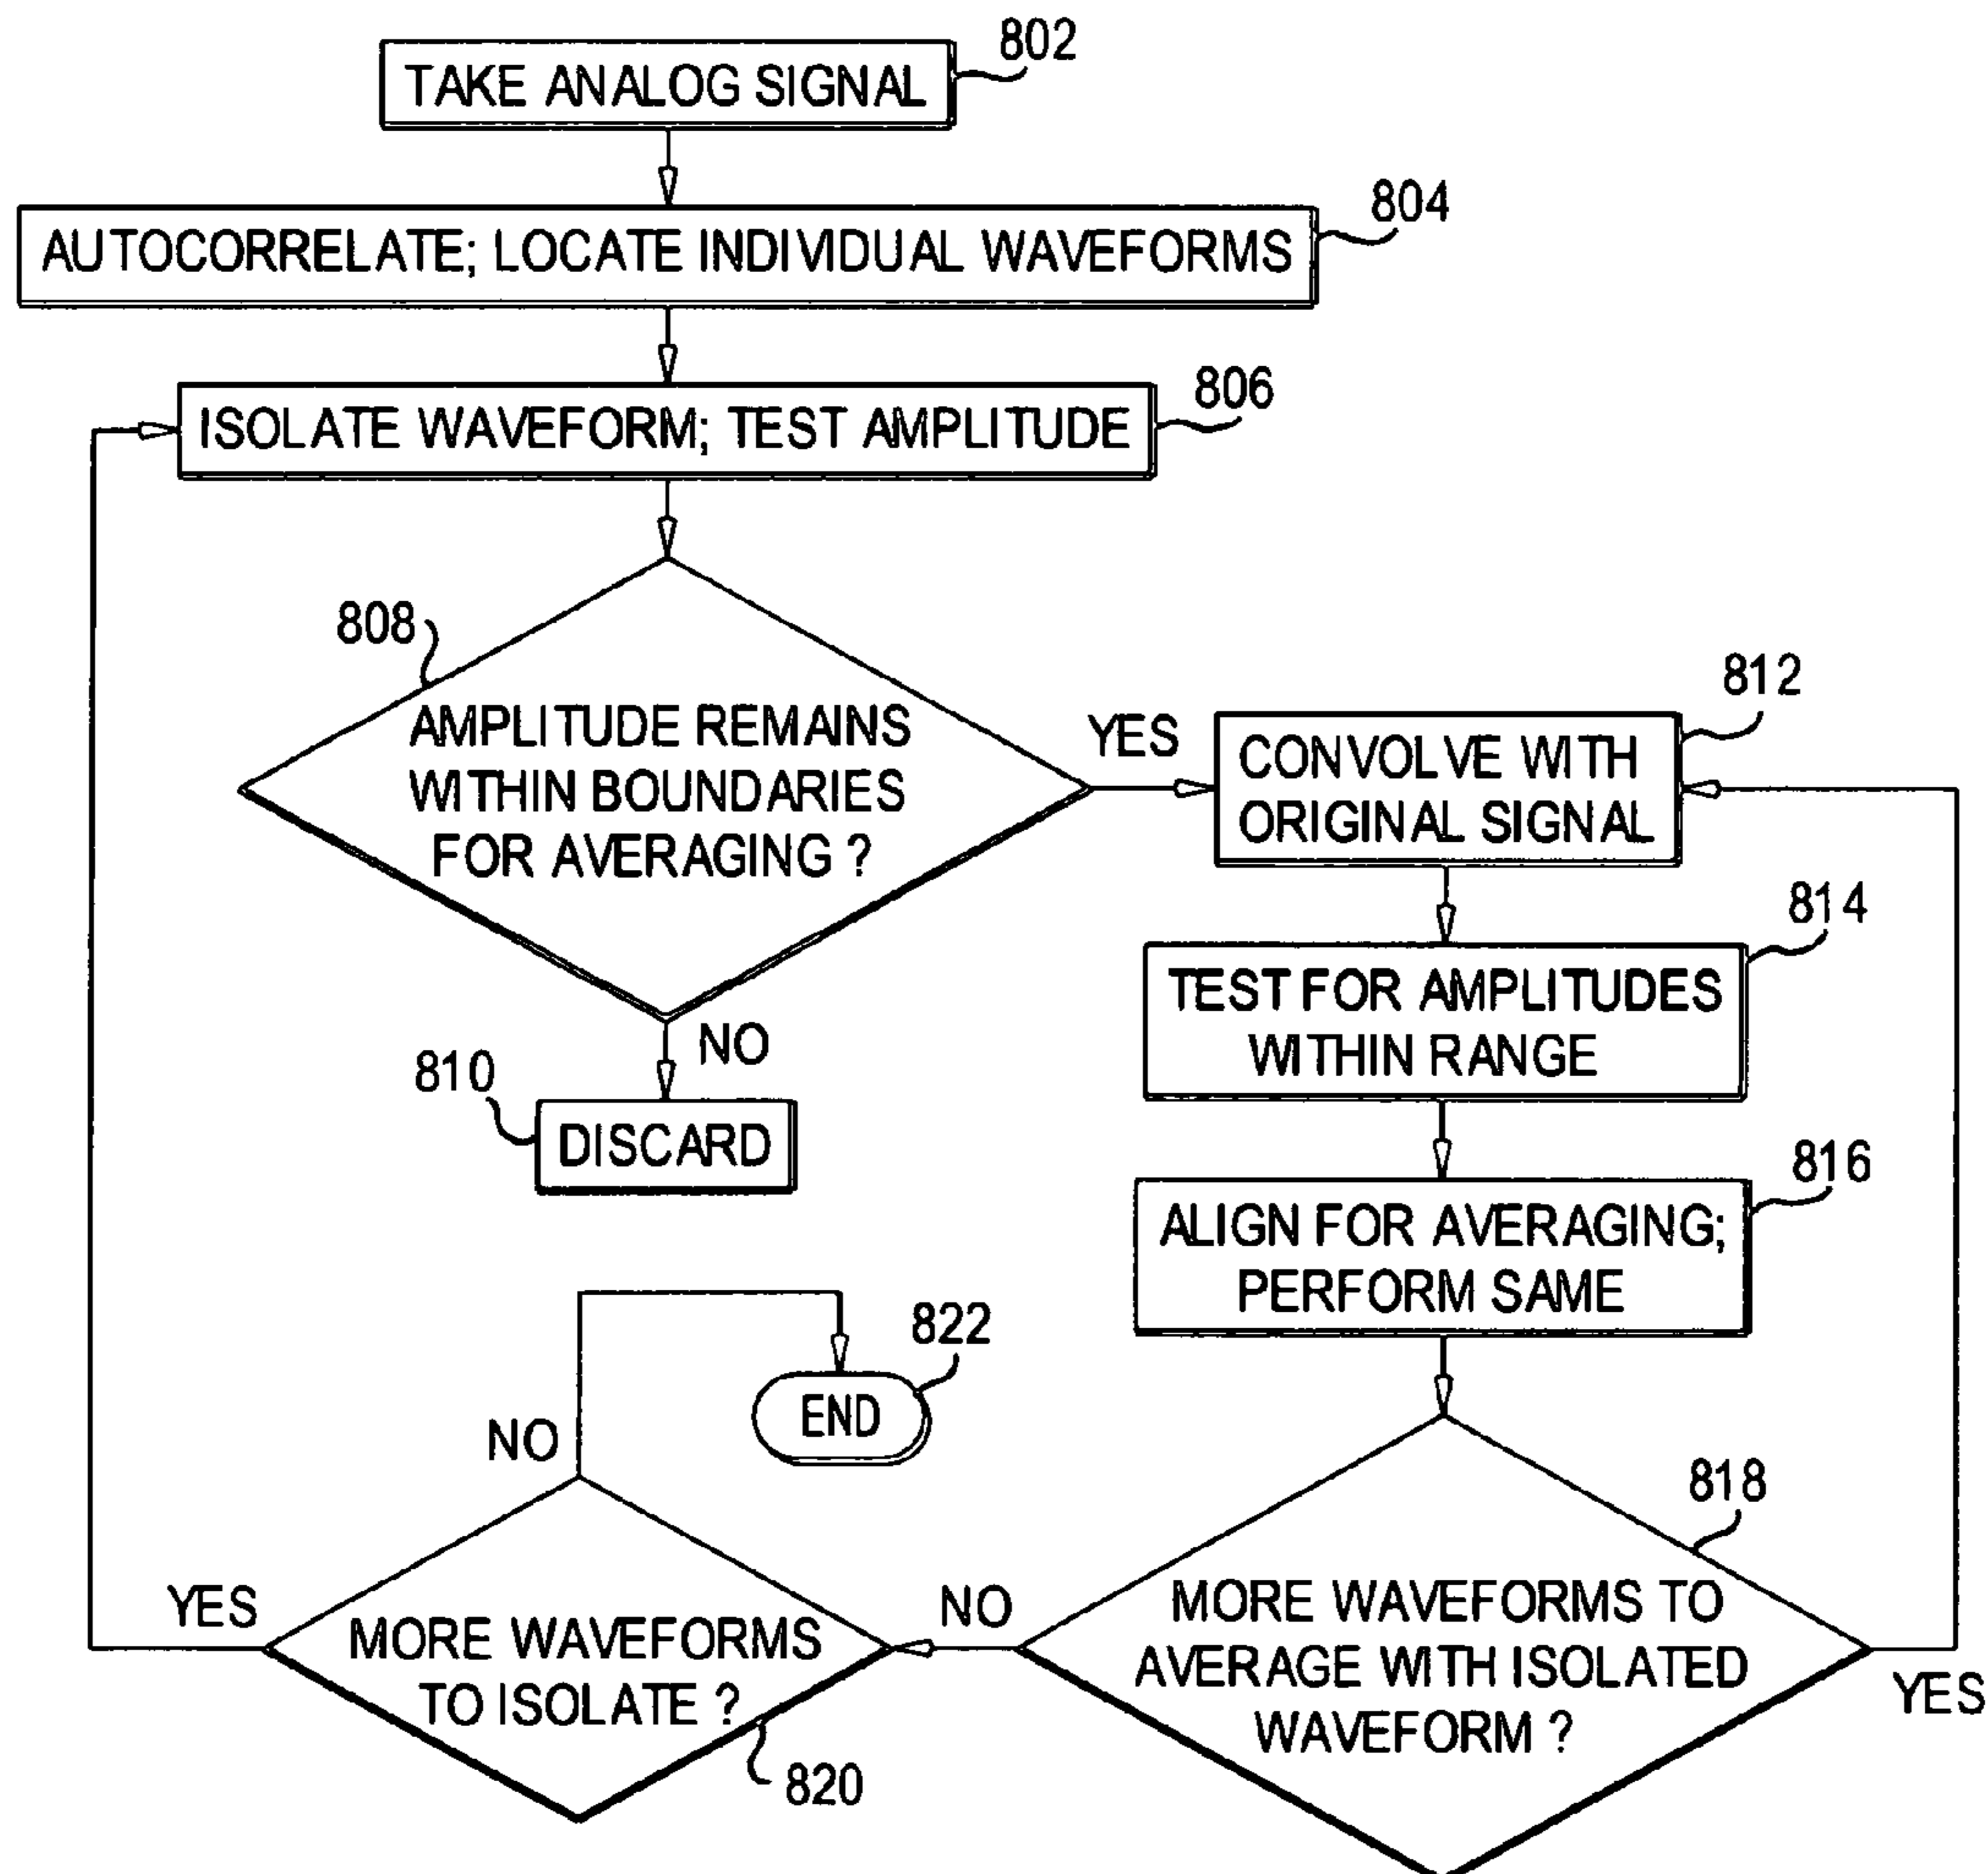 802
TAKE ANALOG SIGNAL
804
AUTOCORRELATE; LOCATE INDIVIDUAL WAVEFORMS
806
ISOLATE WAVEFORM; TEST AMPLITUDE
808
AMPLITUDE REMAINS
WITHIN BOUNDARIES
FOR AVERAGING ?
YES
NO
810
DISCARD
812
CONVOLVE WITH
ORIGINAL SIGNAL
814
TEST FOR AMPLITUDES
WITHIN RANGE
816
ALIGN FOR AVERAGING;
PERFORM SAME
818
MORE WAVEFORMS TO
AVERAGE WITH ISOLATED
WAVEFORM ?
YES
NO
820
MORE WAVEFORMS
TO ISOLATE ?
YES
NO
822
END